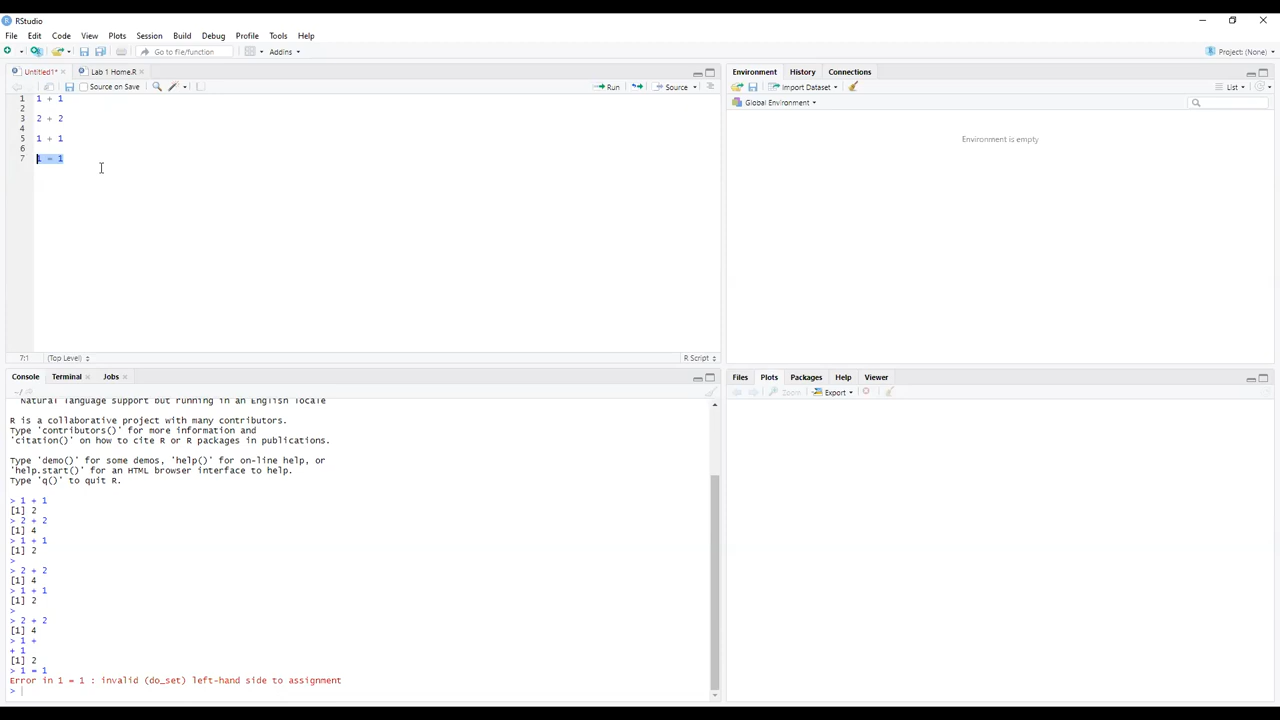 RStudio
File Edit Code View Plots Session Build Debug Profile Tools Help
Go to file/function Addins Project: (None)
Untitled1* Lab 1 Home.R
Source on Save Run Source
1 1 + 1
2
3 2 + 2
4
5 1 + 1
6
7 1 = 1
7:1 (Top Level) R Script
Console Terminal Jobs
~/
Natural language support but running in an English locale
R is a collaborative project with many contributors.
Type 'contributors()' for more information and
'citation()' on how to cite R or R packages in publications.
Type 'demo()' for some demos, 'help()' for on-line help, or
'help.start()' for an HTML browser interface to help.
Type 'q()' to quit R.
> 1 + 1
[1] 2
> 2 + 2
[1] 4
> 1 + 1
[1] 2
>
> 2 + 2
[1] 4
> 1 + 1
[1] 2
>
> 2 + 2
[1] 4
> 1 +
+ 1
[1] 2
> 1 = 1
Error in 1 = 1 : invalid (do_set) left-hand side to assignment
>
Environment History Connections
Import Dataset List
Global Environment
Environment is empty
Files Plots Packages Help Viewer
Zoom Export